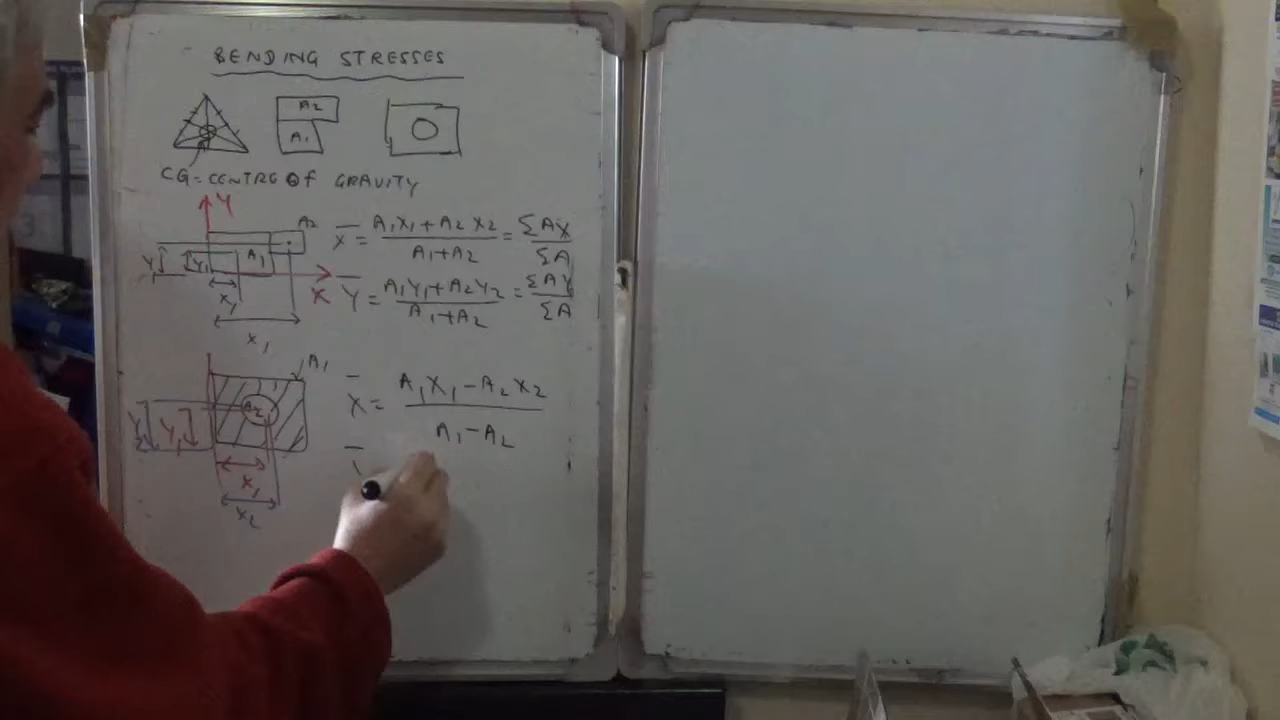 BENDING STRESSES
A2
A1
CG = CENTRE OF GRAVITY
Y
A2
A1
Y1
X
X1
X̄ = A1X1+A2X2 / A1+A2 = ΣAX / ΣA
Ȳ = A1Y1+A2Y2 / A1+A2 = ΣAY / ΣA
A1
A2
Y2 Y1
X1
X2
X̄ = A1X1-A2X2 / A1-A2